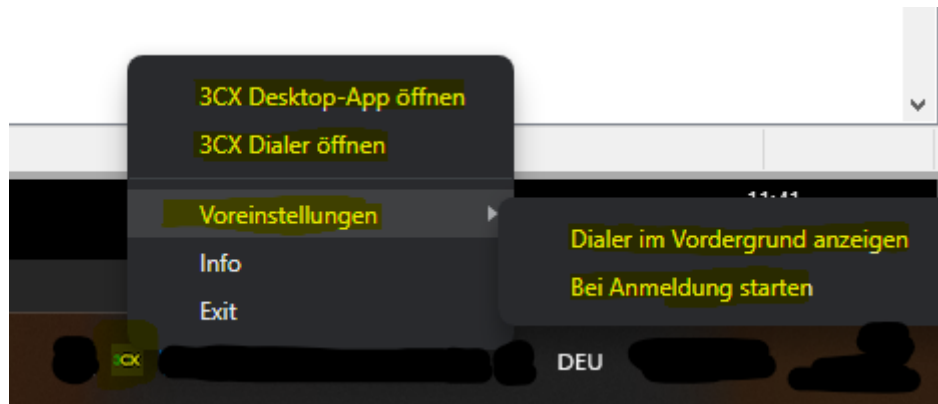 3CX Desktop-App öffnen
3CX Dialer öffnen
11:41
Voreinstellungen
Dialer im Vordergrund anzeigen
Info
Bei Anmeldung starten
Exit
3CX
DEU